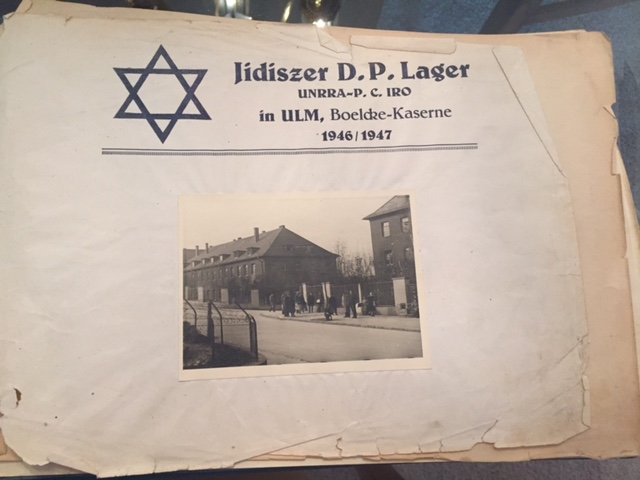 Jidiszer D. P. Lager
UNRRA-P. C. IRO
in ULM, Boelcke-Kaserne
1946/1947